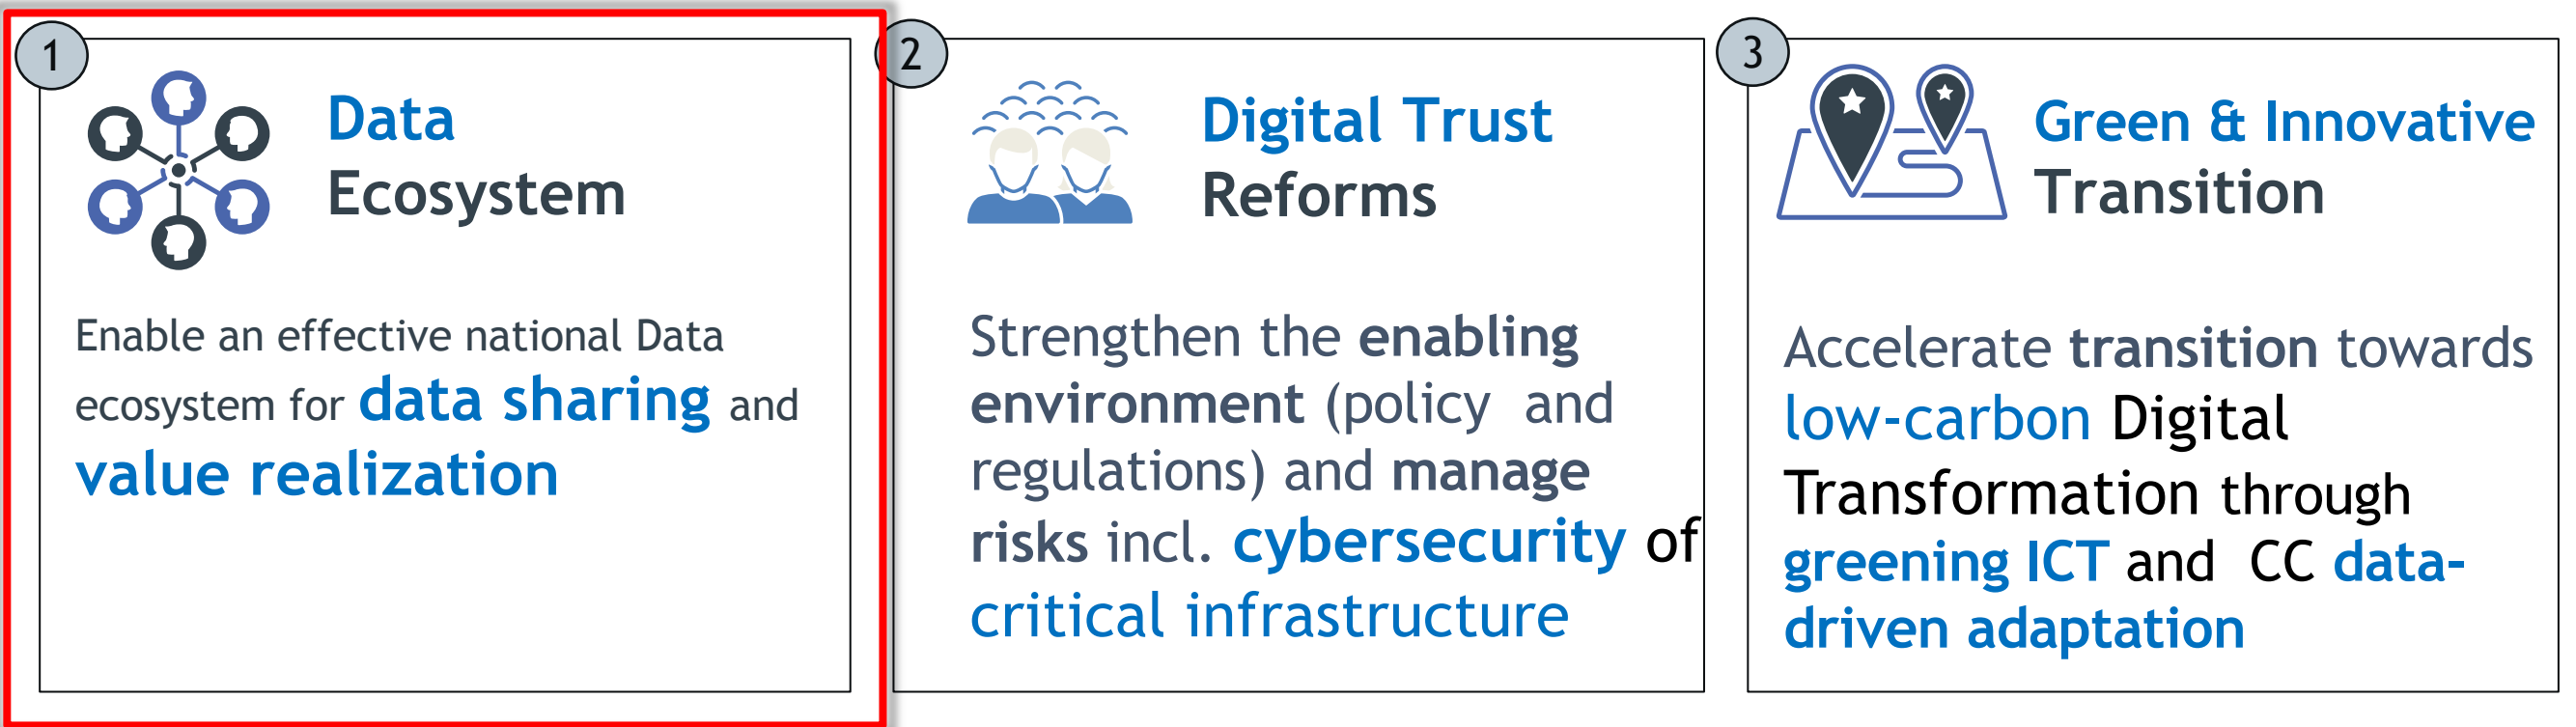 1
Data
Ecosystem
Enable an effective national Data
ecosystem for data sharing and
value realization
2
Digital Trust
Reforms
Strengthen the enabling
environment (policy and
regulations) and manage
risks incl. cybersecurity of
critical infrastructure
3
Green & Innovative
Transition
Accelerate transition towards
low-carbon Digital
Transformation through
greening ICT and CC data-
driven adaptation